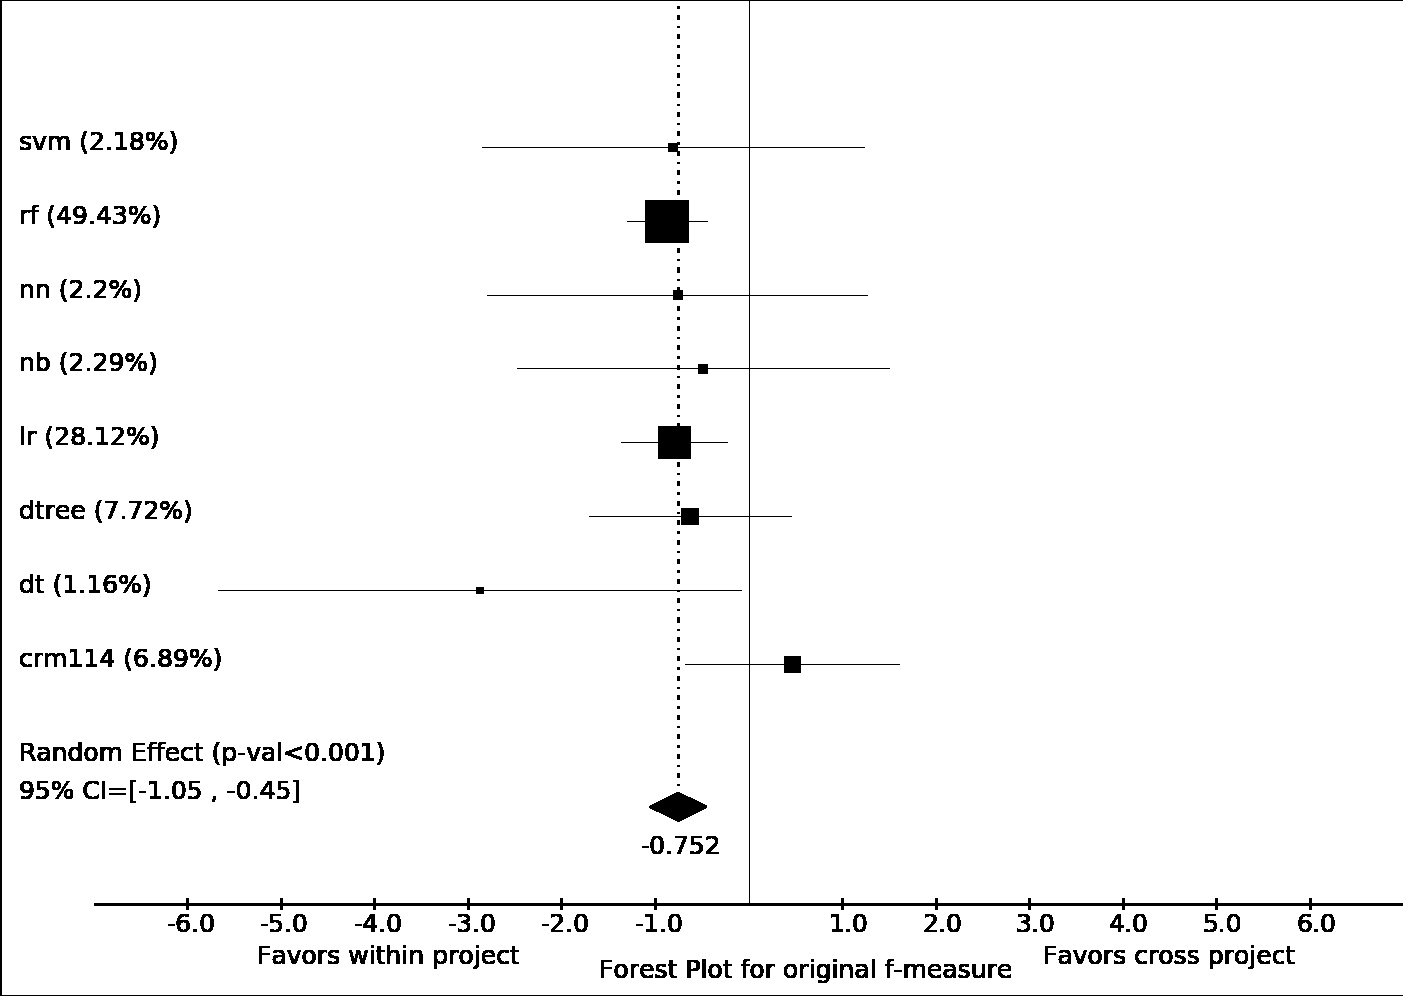 svm (2.18%)
rf (49.43%)
nn (2.2%)
nb (2.29%)
lr (28.12%)
dtree (7.72%)
dt (1.16%)
crm114 (6.89%)
Random Effect (p-val<0.001)
95% CI=[-1.05 , -0.45]
-0.752
-6.0 -5.0 -4.0 -3.0 -2.0 -1.0 1.0 2.0 3.0 4.0 5.0 6.0
Favors within project Favors cross project
Forest Plot for original f-measure